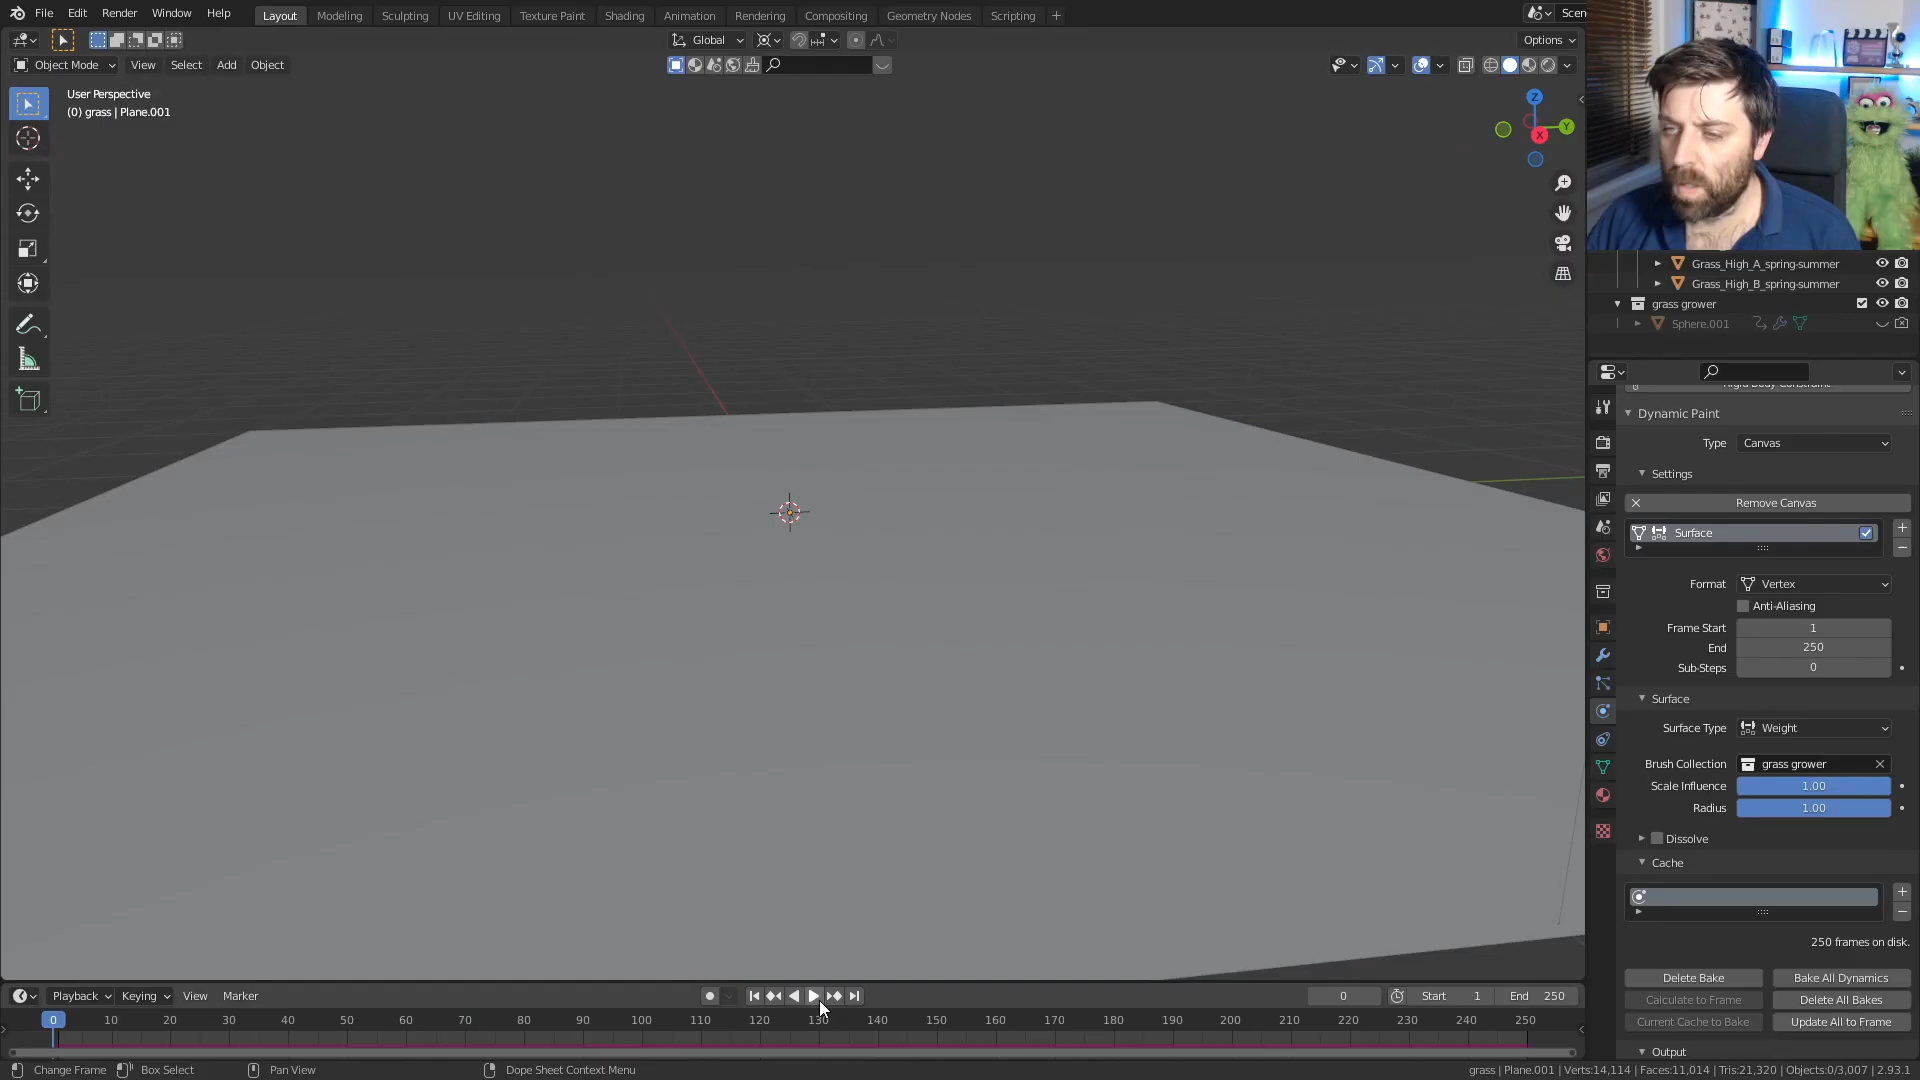 File Edit Render Window Help Layout Modeling Sculpting UV Editing Texture Paint Shading Animation Rendering Compositing Geometry Nodes Scripting + Scen
Global Options
Object Mode View Select Add Object
User Perspective
(0) grass | Plane.001
Z
Y
X
Grass_High_A_spring-summer
Grass_High_B_spring-summer
grass grower
Sphere.001
Rigid Body Constraint
Dynamic Paint
Type Canvas
Settings
Remove Canvas
Surface
Format Vertex
Anti-Aliasing
Frame Start 1
End 250
Sub-Steps 0
Surface
Surface Type Weight
Brush Collection grass grower
Scale Influence 1.00
Radius 1.00
Dissolve
Cache
250 frames on disk.
Delete Bake Bake All Dynamics
Calculate to Frame Delete All Bakes
Current Cache to Bake Update All to Frame
Output
Playback Keying View Marker 0 Start 1 End 250
0 10 20 30 40 50 60 70 80 90 100 110 120 130 140 150 160 170 180 190 200 210 220 230 240 250
Change Frame Box Select Pan View Dope Sheet Context Menu grass | Plane.001 | Verts:14,114 | Faces:11,014 | Tris:21,320 | Objects:0/3,007 | 2.93.1